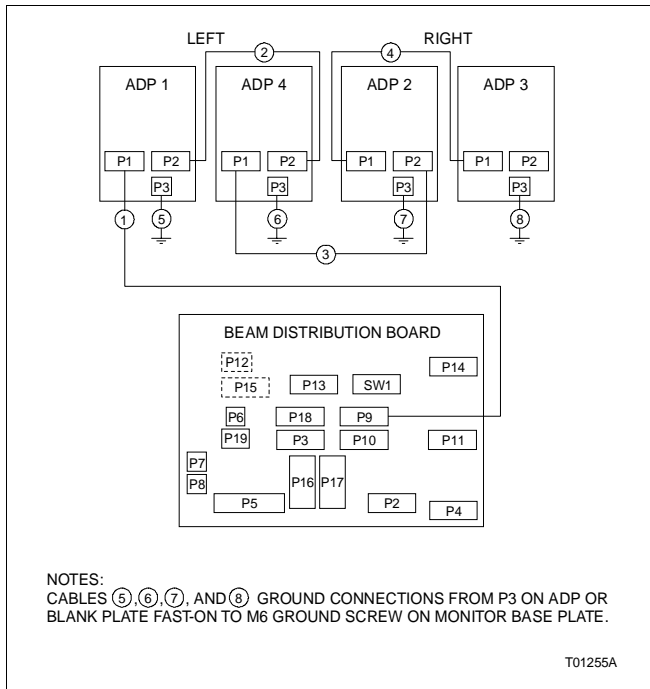 LEFT RIGHT
2 4
ADP 1 ADP 4 ADP 2 ADP 3
P1 P2 P1 P2 P1 P2 P1 P2
P3 P3 P3 P3
1 5 6 7 8
3
BEAM DISTRIBUTION BOARD
P12 P14
P15 P13 SW1
P6 P18 P9
P19 P3 P10 P11
P7
P8 P16 P17
P5 P2 P4
NOTES:
CABLES 5,6,7, AND 8 GROUND CONNECTIONS FROM P3 ON ADP OR
BLANK PLATE FAST-ON TO M6 GROUND SCREW ON MONITOR BASE PLATE.
T01255A